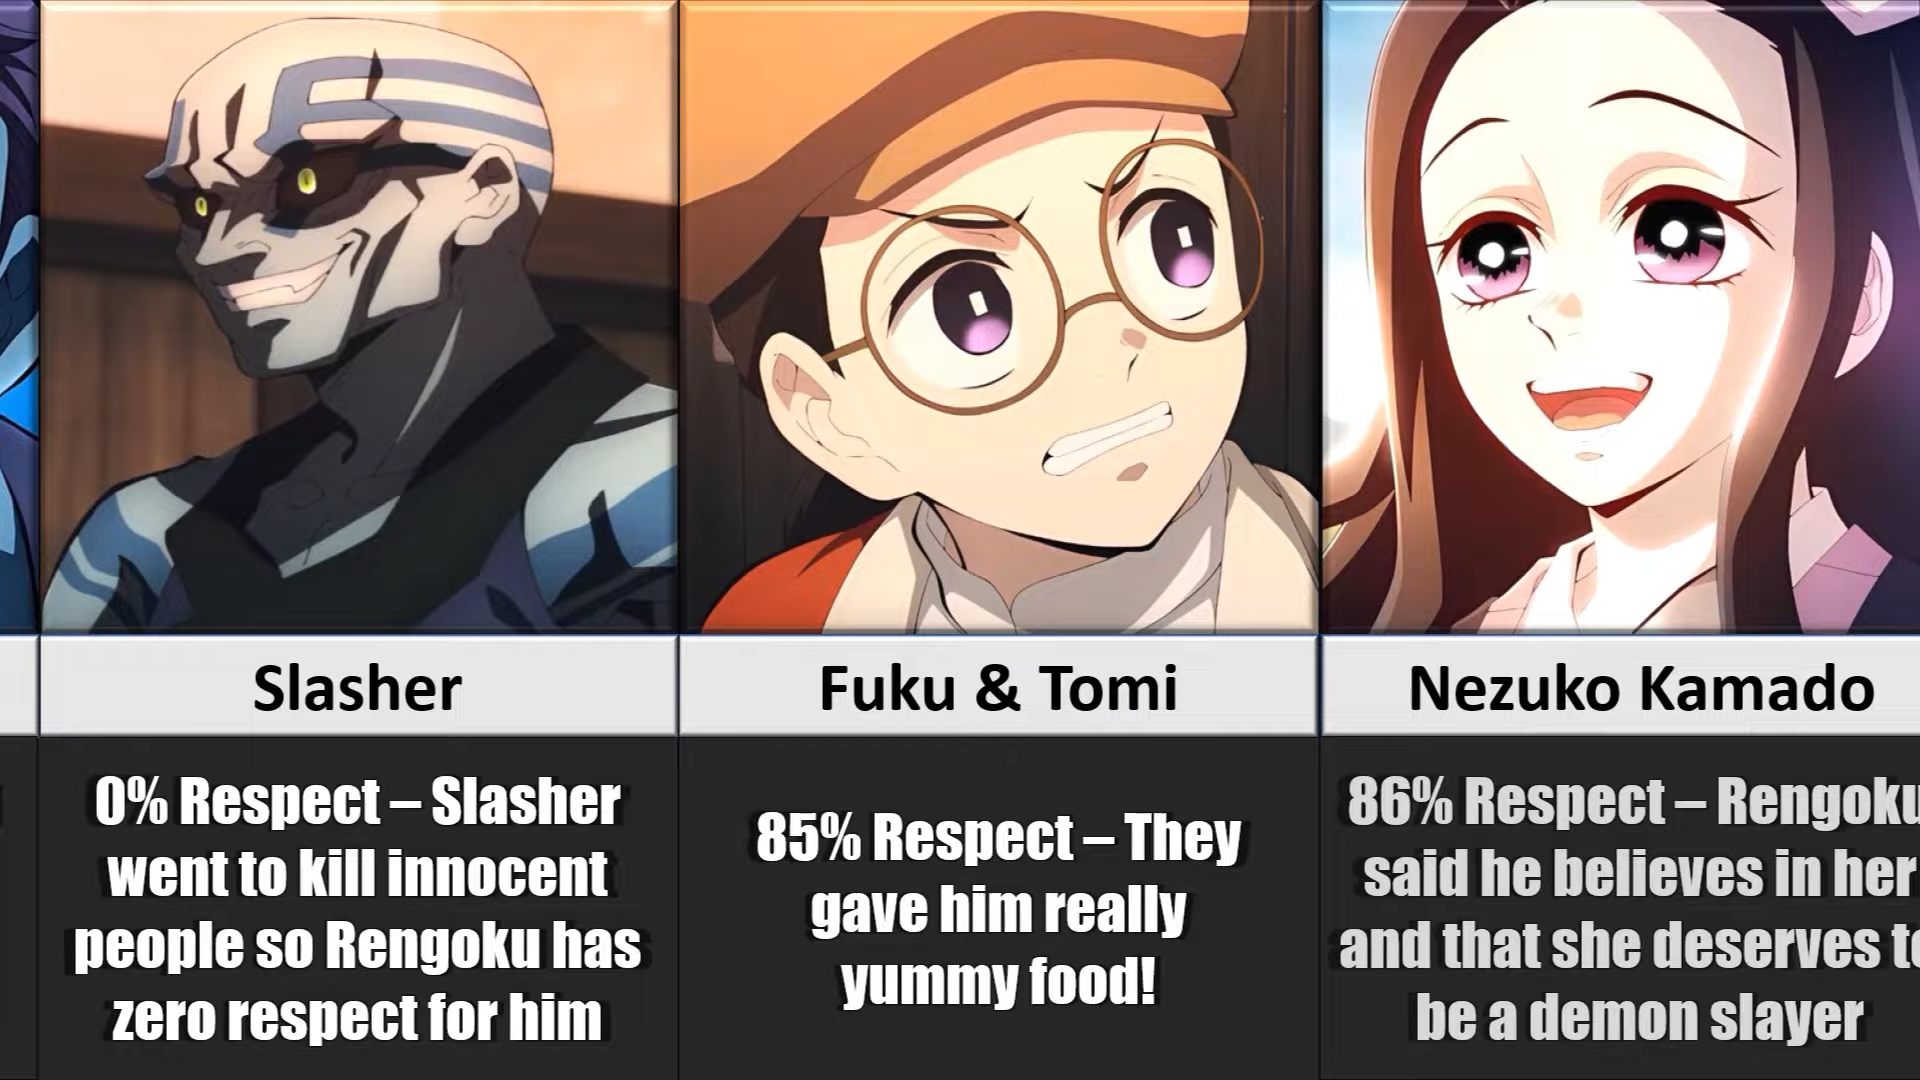 Slasher
0% Respect – Slasher
went to kill innocent
people so Rengoku has
zero respect for him
Fuku & Tomi
85% Respect – They
gave him really
yummy food!
Nezuko Kamado
86% Respect – Rengoku
said he believes in her
and that she deserves to
be a demon slayer